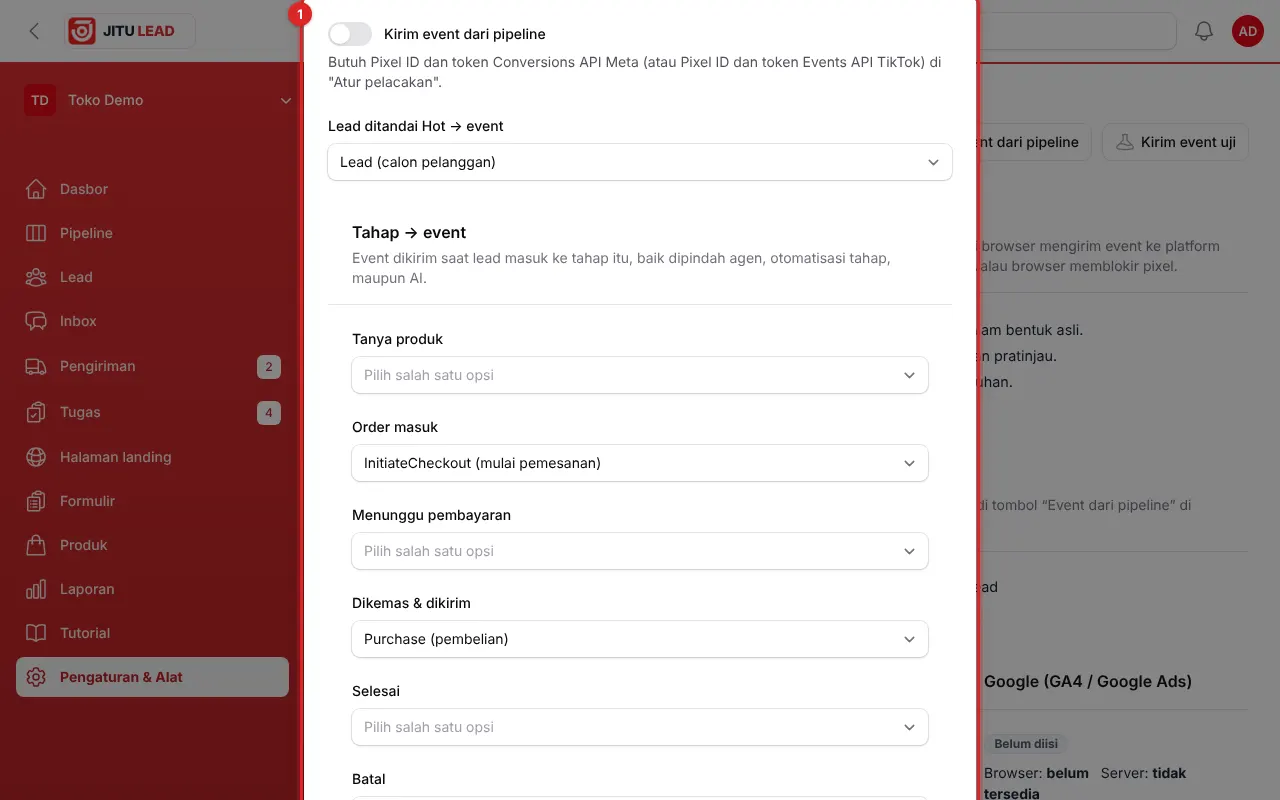 1
JITU LEAD
AD
TD
Toko Demo
Dasbor
Pipeline
Lead
Inbox
Pengiriman
2
Tugas
4
Halaman landing
Formulir
Produk
Laporan
Tutorial
Pengaturan & Alat
Kirim event dari pipeline
Butuh Pixel ID dan token Conversions API Meta (atau Pixel ID dan token Events API TikTok) di
"Atur pelacakan".
Lead ditandai Hot → event
Lead (calon pelanggan)
Tahap → event
Event dikirim saat lead masuk ke tahap itu, baik dipindah agen, otomatisasi tahap,
maupun AI.
Tanya produk
Pilih salah satu opsi
Order masuk
InitiateCheckout (mulai pemesanan)
Menunggu pembayaran
Pilih salah satu opsi
Dikemas & dikirim
Purchase (pembelian)
Selesai
Pilih salah satu opsi
Batal
dari pipeline
Kirim event uji
browser mengirim event ke platform
alau browser memblokir pixel.
am bentuk asli.
pratinjau.
uhan.
di tombol “Event dari pipeline” di
ead
Google (GA4 / Google Ads)
Belum diisi
Browser: belum Server: tidak
tersedia